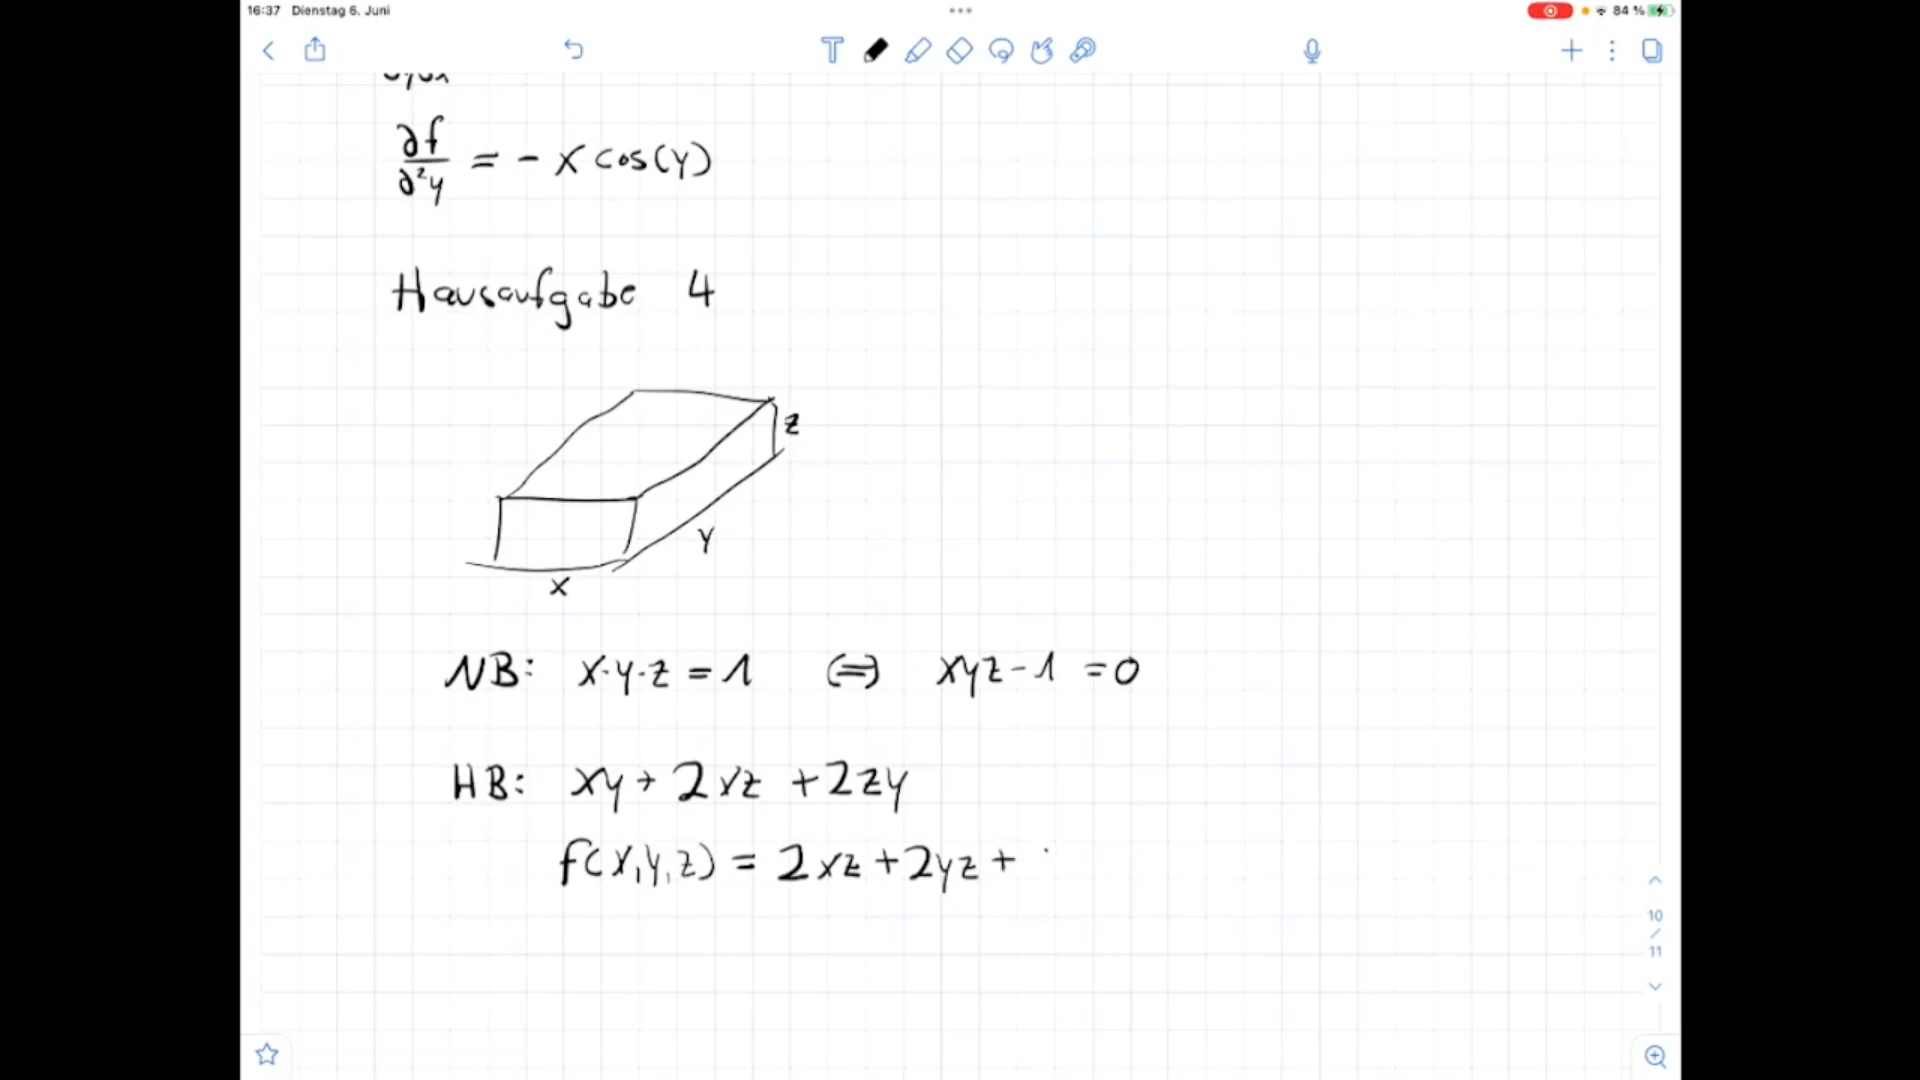 16:37 Dienstag 6. Juni 84 %
∂f/∂²y = - x cos(y)
Hausaufgabe 4
z
y
x
NB: x·y·z = 1 (=) xyz - 1 = 0
HB: xy + 2xz + 2zy
f(x,y,z) = 2xz + 2yz +
10
/
11